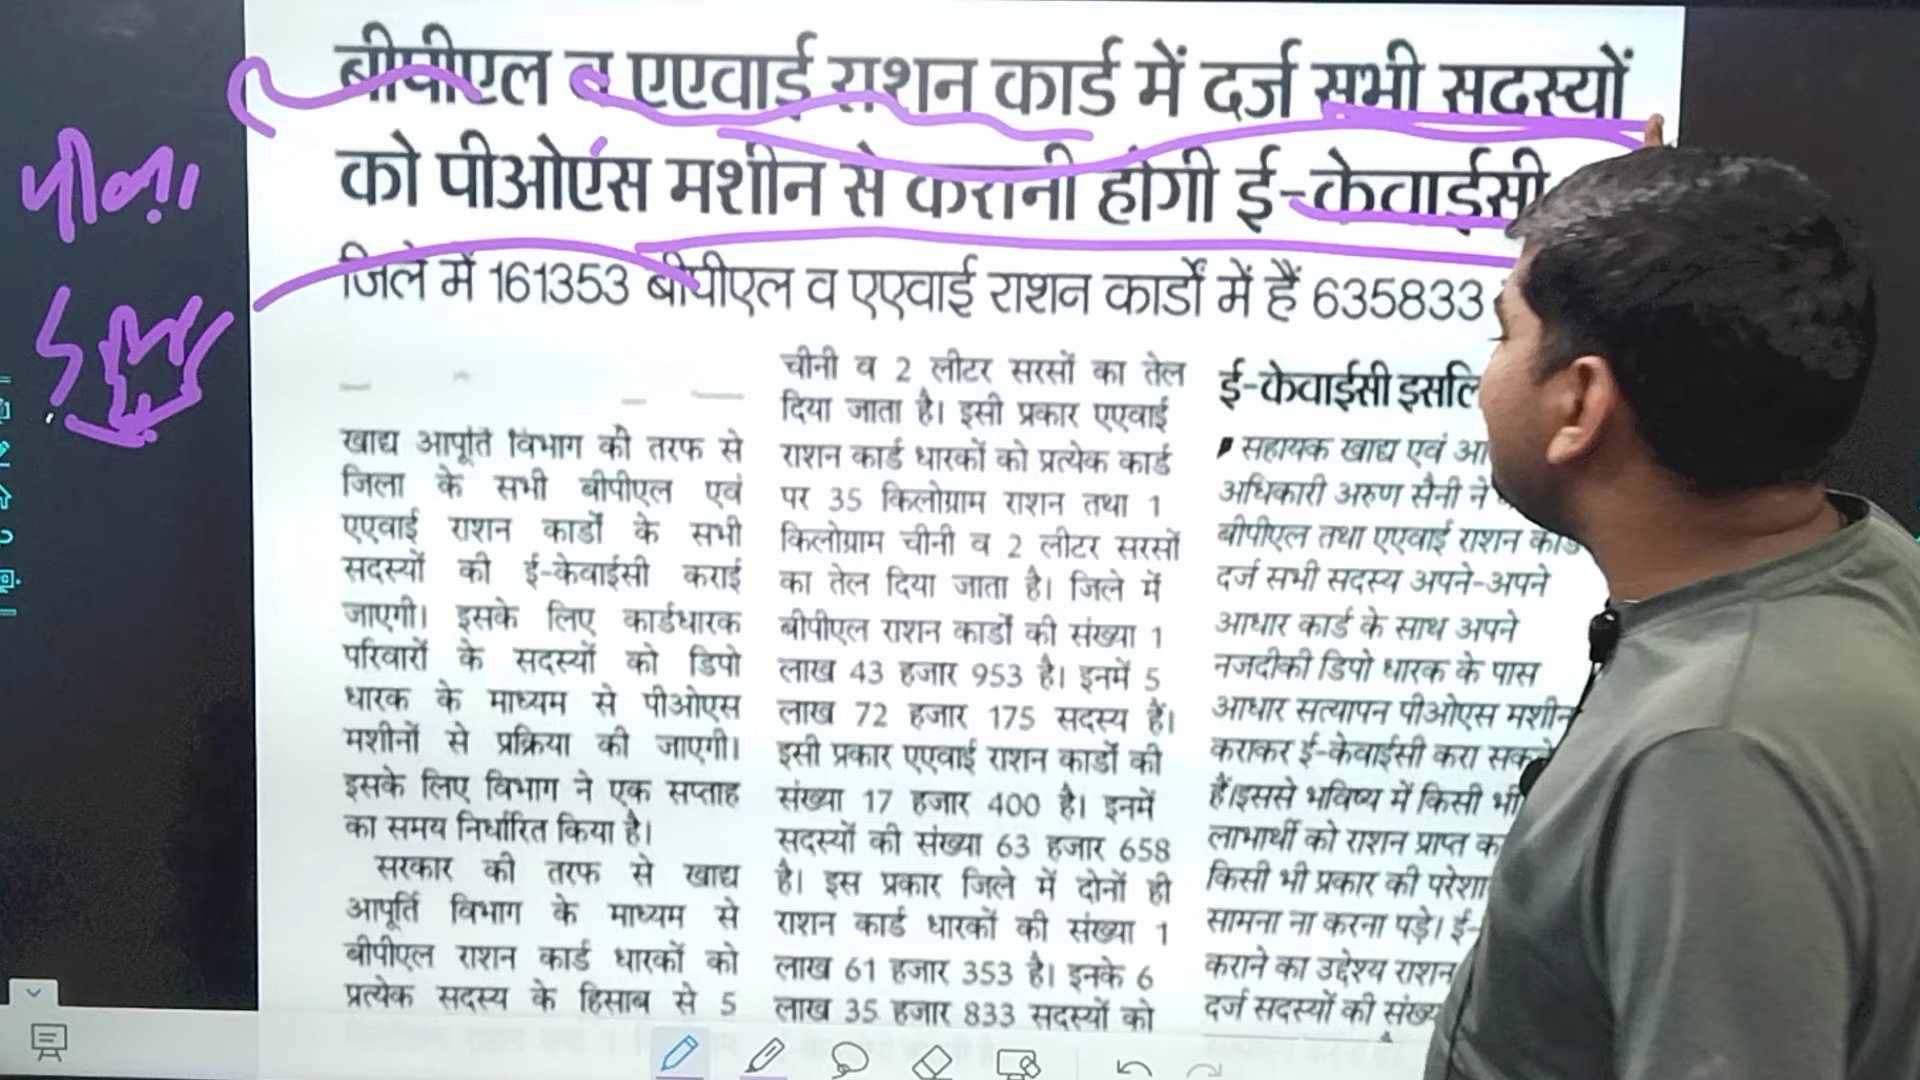 बीपीएल व एएवाई राशन कार्ड में दर्ज सभी सदस्यों
को पीओएस मशीन से करानी होगी ई-केवाईसी
जिले में 161353 बीपीएल व एएवाई राशन कार्डों में हैं 635833
पीला
खाद्य आपूर्ति विभाग की तरफ से
जिला के सभी बीपीएल एवं
एएवाई राशन कार्डों के सभी
सदस्यों की ई-केवाईसी कराई
जाएगी। इसके लिए कार्डधारक
परिवारों के सदस्यों को डिपो
धारक के माध्यम से पीओएस
मशीनों से प्रक्रिया की जाएगी।
इसके लिए विभाग ने एक सप्ताह
का समय निर्धारित किया है।
सरकार की तरफ से खाद्य
आपूर्ति विभाग के माध्यम से
बीपीएल राशन कार्ड धारकों को
प्रत्येक सदस्य के हिसाब से 5
चीनी व 2 लीटर सरसों का तेल
दिया जाता है। इसी प्रकार एएवाई
राशन कार्ड धारकों को प्रत्येक कार्ड
पर 35 किलोग्राम राशन तथा 1
किलोग्राम चीनी व 2 लीटर सरसों
का तेल दिया जाता है। जिले में
बीपीएल राशन कार्डों की संख्या 1
लाख 43 हजार 953 है। इनमें 5
लाख 72 हजार 175 सदस्य हैं।
इसी प्रकार एएवाई राशन कार्डों की
संख्या 17 हजार 400 है। इनमें
सदस्यों की संख्या 63 हजार 658
है। इस प्रकार जिले में दोनों ही
राशन कार्ड धारकों की संख्या 1
लाख 61 हजार 353 है। इनके 6
लाख 35 हजार 833 सदस्यों को
ई-केवाईसी
सहायक खाद्य एवं
अधिकारी अरुण सैनी ने
बीपीएल तथा एएवाई राशन कार्ड
दर्ज सभी सदस्य अपने-अपने
आधार कार्ड के साथ अपने
नजदीकी डिपो धारक के पास
आधार सत्यापन पीओएस मशीन
कराकर ई-केवाईसी करा सकते
हैं।इससे भविष्य में किसी भी
लाभार्थी को राशन प्राप्त
किसी भी प्रकार की
सामना ना करना पड़े।
कराने का उद्देश्य राशन
दर्ज सदस्यों की